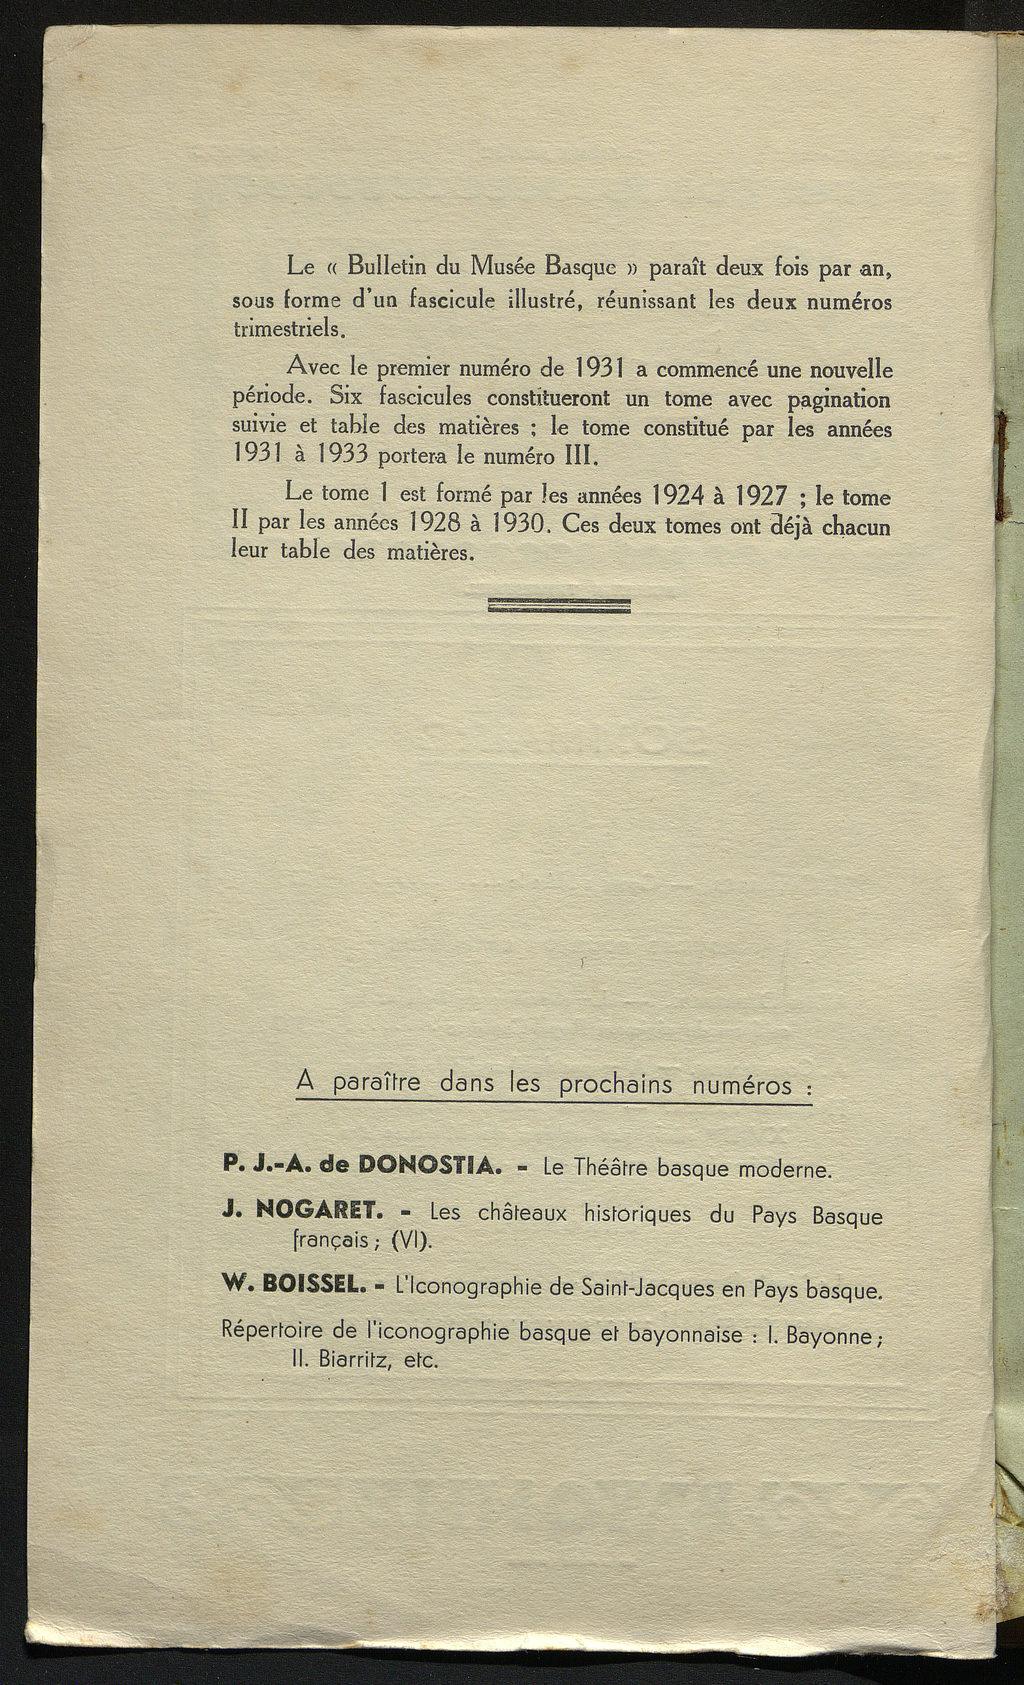 Le « Bulletin du Musée Basque » paraît deux fois par an,
sous forme d'un fascicule illustré, réunissant les deux numéros
trimestriels.
Avec le premier numéro de 1931 a commencé une nouvelle
période. Six fascicules constitueront un tome avec pagination
suivie et table des matières ; le tome constitué par les années
1931 à 1933 portera le numéro III.
Le tome 1 est formé par les années 1924 à 1927 ; le tome
II par les années 1928 à 1930. Ces deux tomes ont déjà chacun
leur table des matières.
A paraître dans les prochains numéros :
P. J.-A. de DONOSTIA. - Le Théâtre basque moderne.
J. NOGARET. - Les châteaux historiques du Pays Basque
français ; (VI).
W. BOISSEL. - L'Iconographie de Saint-Jacques en Pays basque.
Répertoire de l'iconographie basque et bayonnaise : I. Bayonne ;
II. Biarritz, etc.